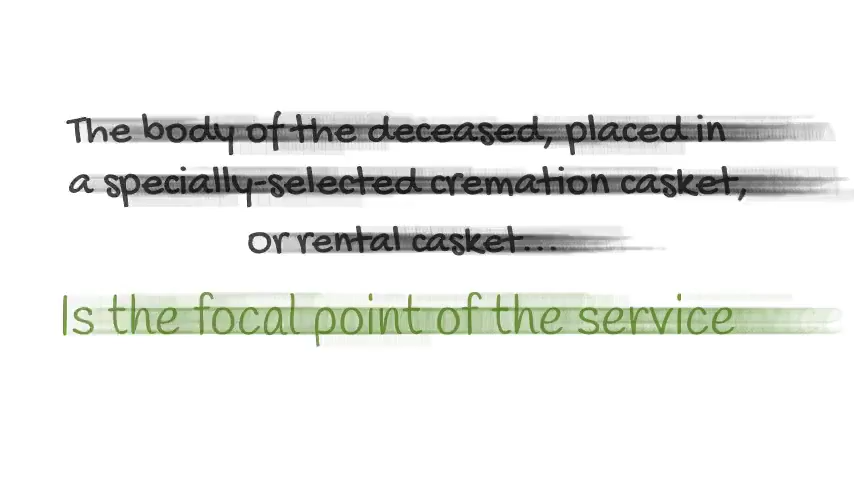 The body of the deceased, placed in
a specially-selected cremation casket,
or rental casket...
Is the focal point of the service